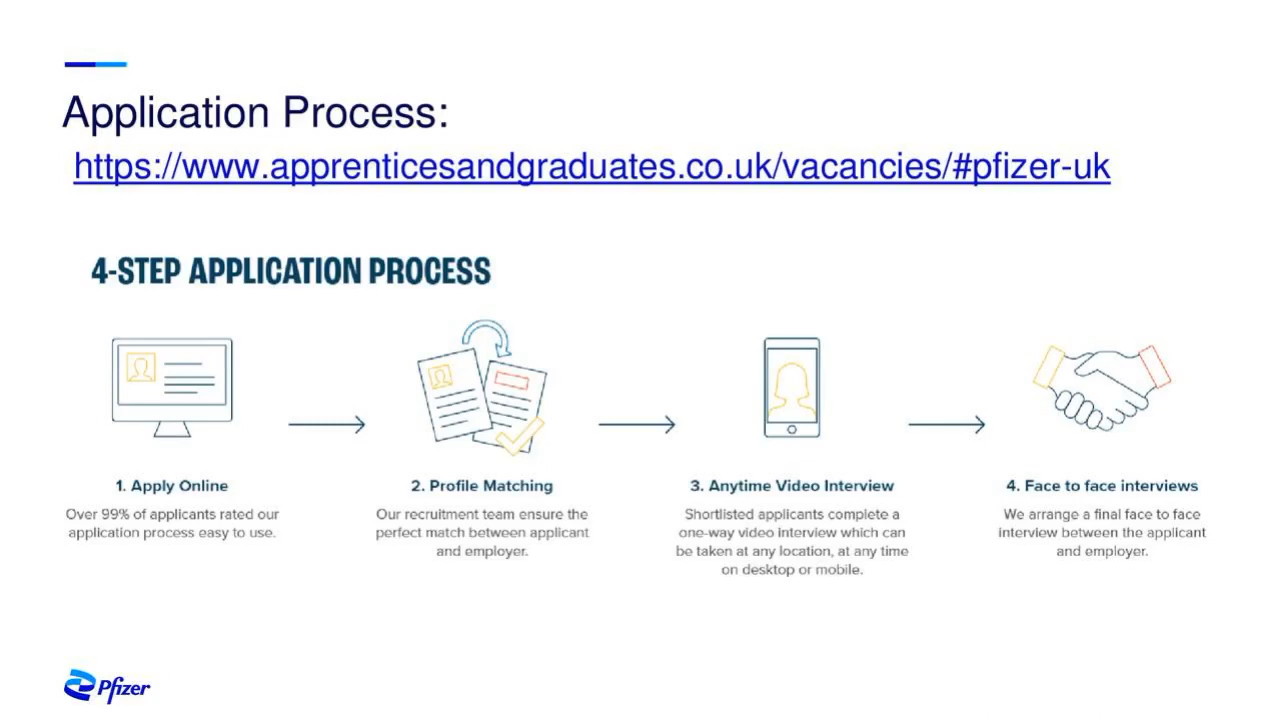 Application Process:
https://www.apprenticesandgraduates.co.uk/vacancies/#pfizer-uk
4-STEP APPLICATION PROCESS
1. Apply Online
Over 99% of applicants rated our
application process easy to use.
2. Profile Matching
Our recruitment team ensure the
perfect match between applicant
and employer.
3. Anytime Video Interview
Shortlisted applicants complete a
one-way video interview which can
be taken at any location, at any time
on desktop or mobile.
4. Face to face interviews
We arrange a final face to face
interview between the applicant
and employer.
Pfizer